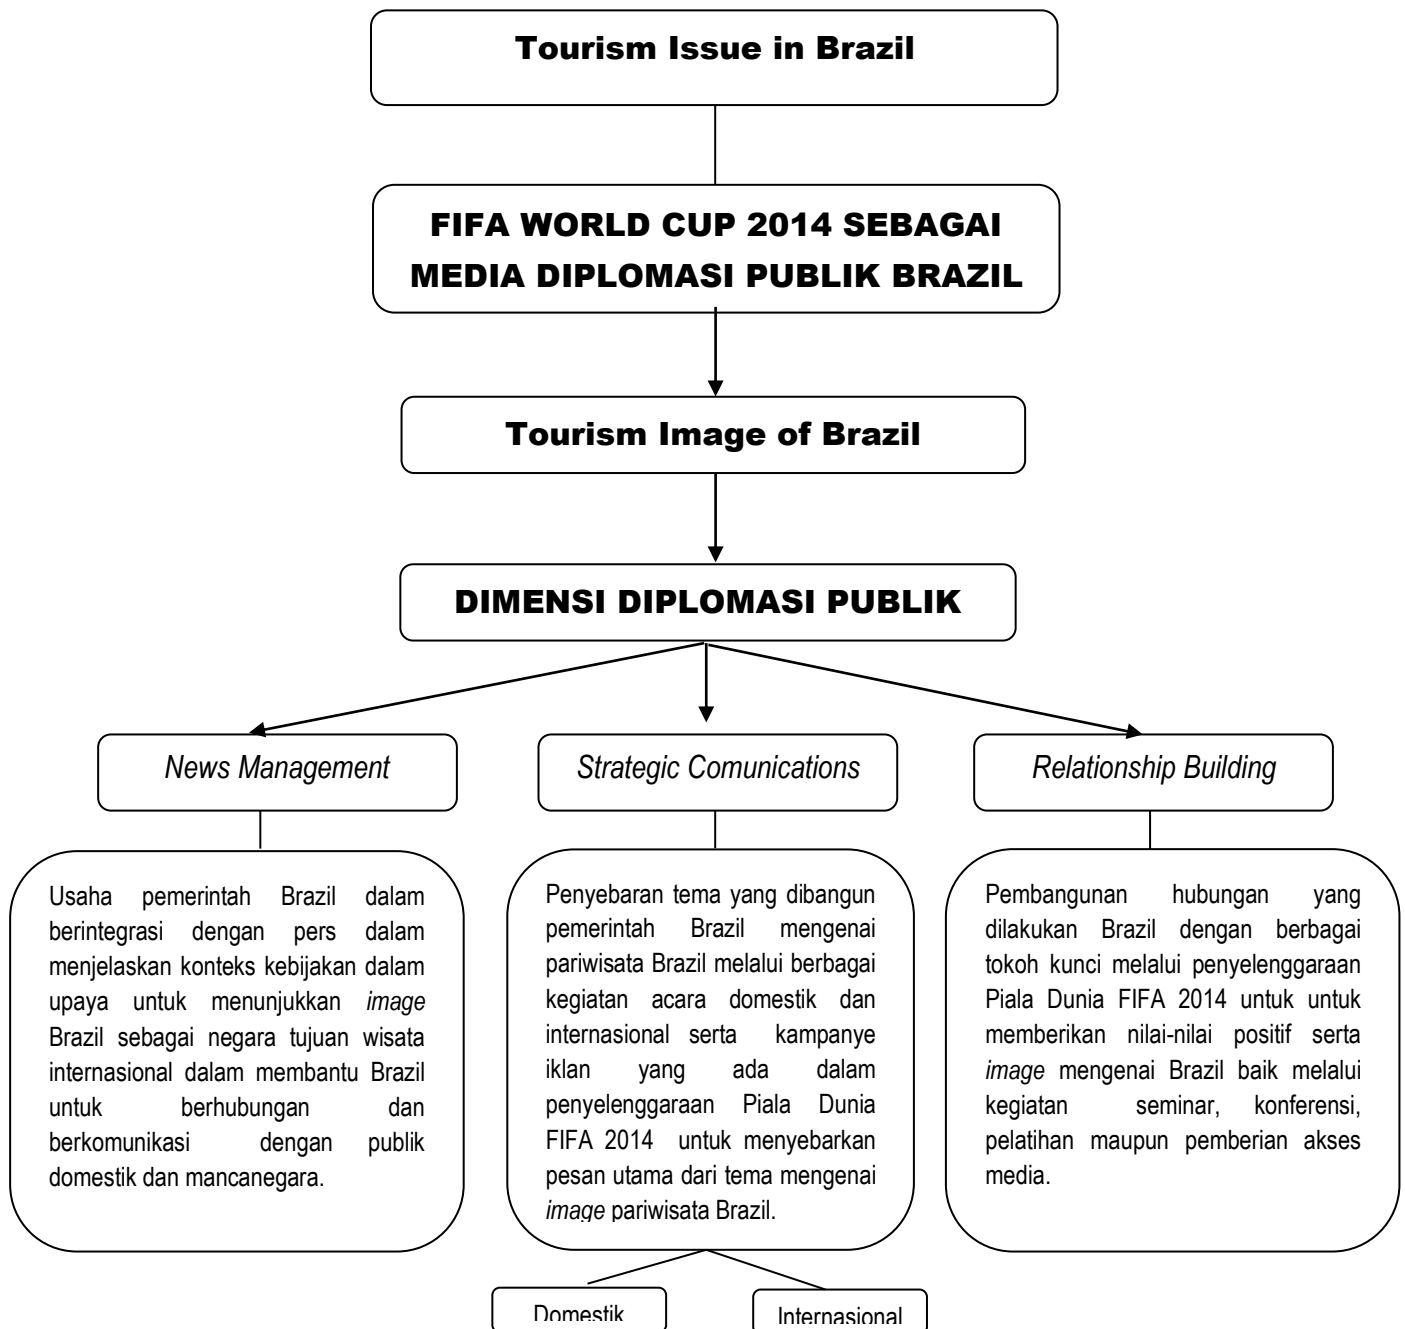 Tourism Issue in Brazil
FIFA WORLD CUP 2014 SEBAGAI
MEDIA DIPLOMASI PUBLIK BRAZIL
Tourism Image of Brazil
DIMENSI DIPLOMASI PUBLIK
News Management
Strategic Comunications
Relationship Building
Usaha pemerintah Brazil dalam
berintegrasi dengan pers dalam
menjelaskan konteks kebijakan dalam
upaya untuk menunjukkan image
Brazil sebagai negara tujuan wisata
internasional dalam membantu Brazil
untuk berhubungan dan
berkomunikasi dengan publik
domestik dan mancanegara.
Penyebaran tema yang dibangun
pemerintah Brazil mengenai
pariwisata Brazil melalui berbagai
kegiatan acara domestik dan
internasional serta kampanye
iklan yang ada dalam
penyelenggaraan Piala Dunia
FIFA 2014 untuk menyebarkan
pesan utama dari tema mengenai
image pariwisata Brazil.
Pembangunan hubungan yang
dilakukan Brazil dengan berbagai
tokoh kunci melalui penyelenggaraan
Piala Dunia FIFA 2014 untuk untuk
memberikan nilai-nilai positif serta
image mengenai Brazil baik melalui
kegiatan seminar, konferensi,
pelatihan maupun pemberian akses
media.
Domestik
Internasional